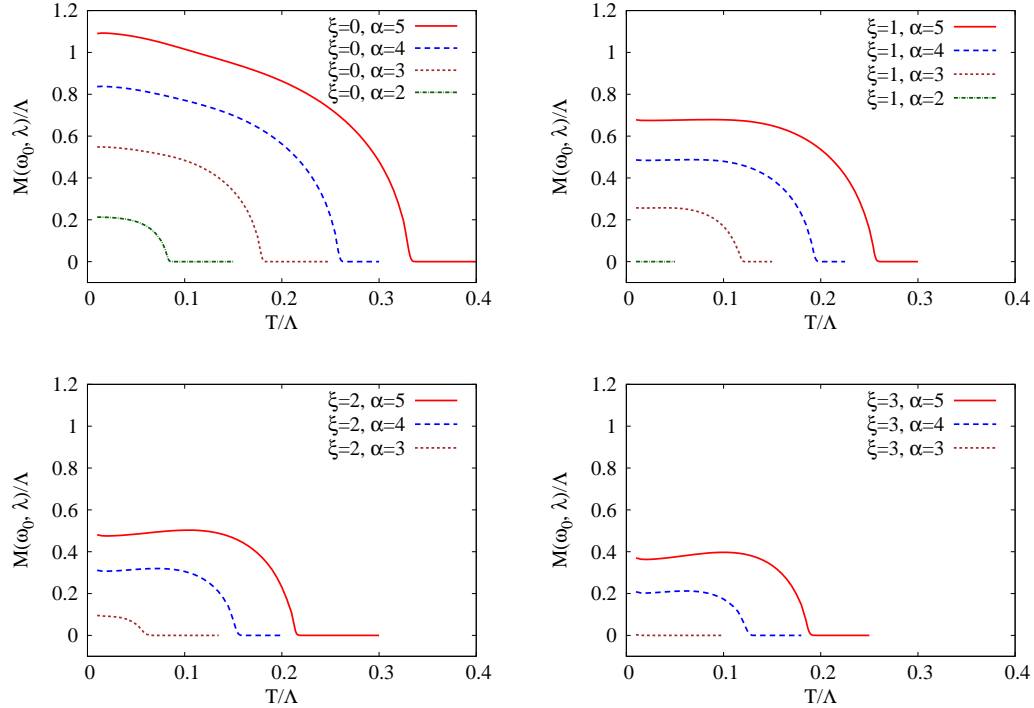 ξ=0, α=5
ξ=0, α=4
ξ=0, α=3
ξ=0, α=2
1.2
1
0.8
0.6
0.4
0.2
0
M(ω₀, λ)/Λ
0 0.1 0.2 0.3 0.4
T/Λ
ξ=1, α=5
ξ=1, α=4
ξ=1, α=3
ξ=1, α=2
1.2
1
0.8
0.6
0.4
0.2
0
M(ω₀, λ)/Λ
0 0.1 0.2 0.3 0.4
T/Λ
ξ=2, α=5
ξ=2, α=4
ξ=2, α=3
1.2
1
0.8
0.6
0.4
0.2
0
M(ω₀, λ)/Λ
0 0.1 0.2 0.3 0.4
T/Λ
ξ=3, α=5
ξ=3, α=4
ξ=3, α=3
1.2
1
0.8
0.6
0.4
0.2
0
M(ω₀, λ)/Λ
0 0.1 0.2 0.3 0.4
T/Λ